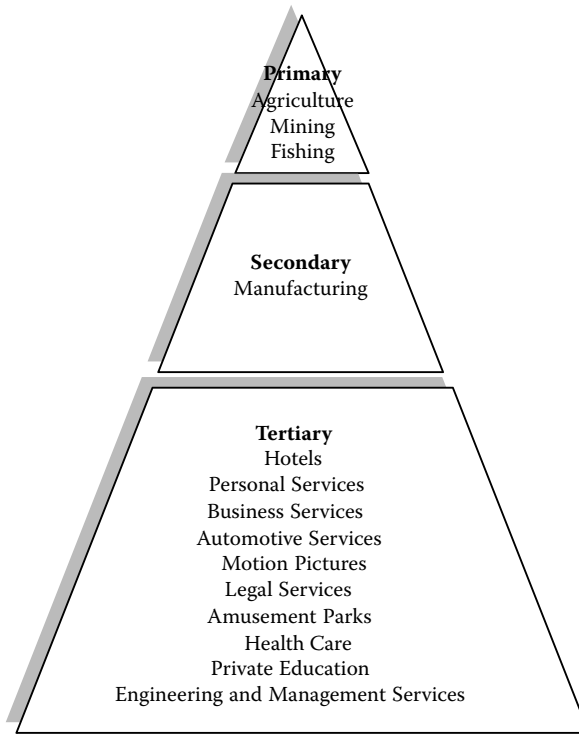 Primary
Agriculture
Mining
Fishing
Secondary
Manufacturing
Tertiary
Hotels
Personal Services
Business Services
Automotive Services
Motion Pictures
Legal Services
Amusement Parks
Health Care
Private Education
Engineering and Management Services